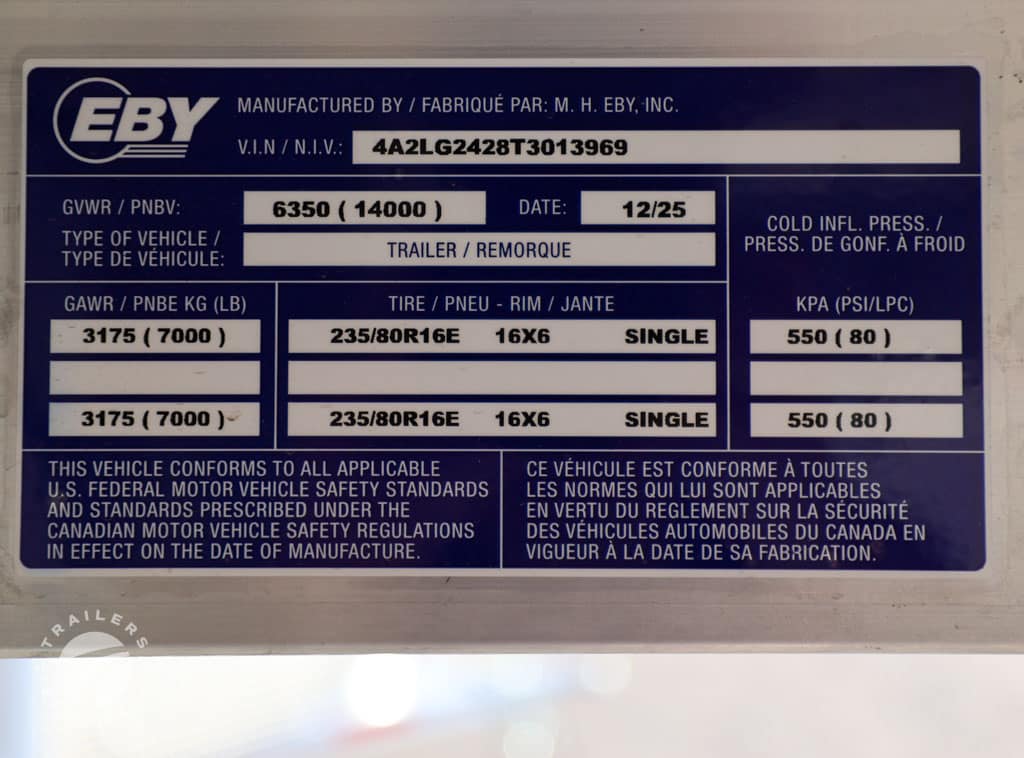 EBY
MANUFACTURED BY / FABRIQUÉ PAR: M. H. EBY, INC.
V.I.N / N.I.V.: 4A2LG2428T3013969
GVWR / PNBV: 6350 ( 14000 ) DATE: 12/25
TYPE OF VEHICLE /
TYPE DE VÉHICULE: TRAILER / REMORQUE
COLD INFL. PRESS. /
PRESS. DE GONF. À FROID
GAWR / PNBE KG (LB) TIRE / PNEU - RIM / JANTE KPA (PSI/LPC)
3175 ( 7000 ) 235/80R16E 16X6 SINGLE 550 ( 80 )
3175 ( 7000 ) 235/80R16E 16X6 SINGLE 550 ( 80 )
THIS VEHICLE CONFORMS TO ALL APPLICABLE
U.S. FEDERAL MOTOR VEHICLE SAFETY STANDARDS
AND STANDARDS PRESCRIBED UNDER THE
CANADIAN MOTOR VEHICLE SAFETY REGULATIONS
IN EFFECT ON THE DATE OF MANUFACTURE.
CE VÉHICULE EST CONFORME À TOUTES
LES NORMES QUI LUI SONT APPLICABLES
EN VERTU DU REGLEMENT SUR LA SÉCURITÉ
DES VÉHICULES AUTOMOBILES DU CANADA EN
VIGUEUR À LA DATE DE SA FABRICATION.
TRAILERS